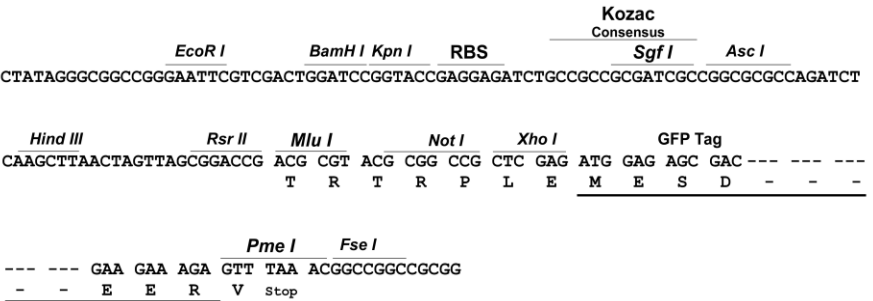 Kozac
Consensus
EcoR I BamH I Kpn I RBS Sgf I Asc I
CTATAGGGCGGCCGGGAATTCGTCGACTGGATCCGGTACCGAGGAGATCTGCCGCCGCGATCGCCGGCGCGCCAGATCT
Hind III Rsr II Mlu I Not I Xho I GFP Tag
CAAGCTTAACTAGTTAGCGGACCG ACG CGT ACG CGG CCG CTC GAG ATG GAG AGC GAC--- --- ---
T R T R P L E M E S D - - -
Pme I Fse I
--- --- GAA GAA AGA GTT TAA ACGGCCGGCCGCGG
- - E E R V Stop